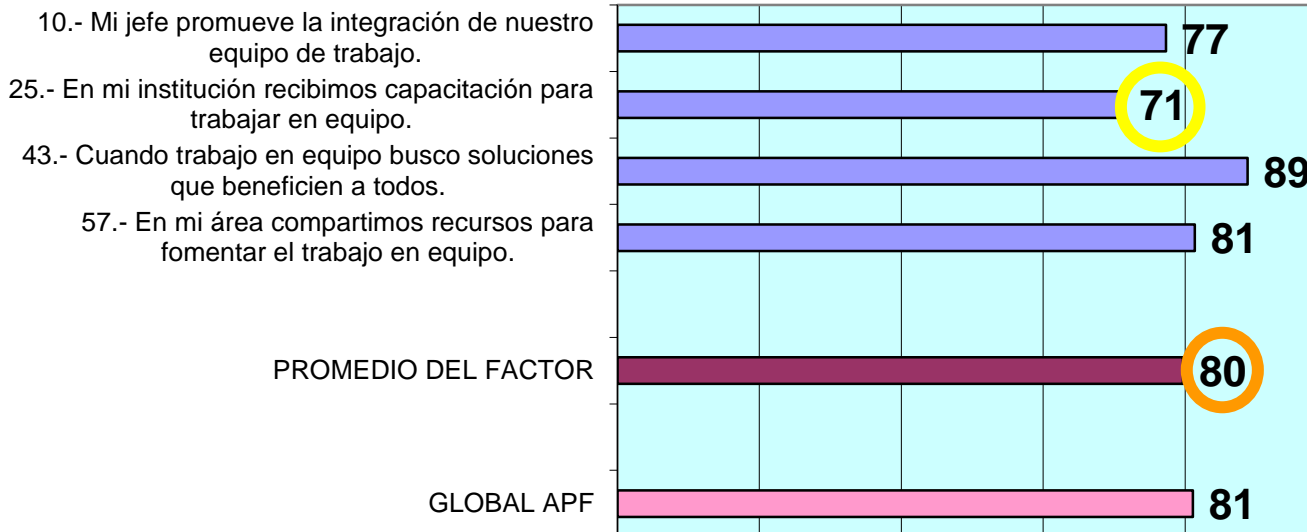 10.- Mi jefe promueve la integración de nuestro
equipo de trabajo.
77
25.- En mi institución recibimos capacitación para
trabajar en equipo.
71
43.- Cuando trabajo en equipo busco soluciones
que beneficien a todos.
89
57.- En mi área compartimos recursos para
fomentar el trabajo en equipo.
81
PROMEDIO DEL FACTOR
80
GLOBAL APF
81